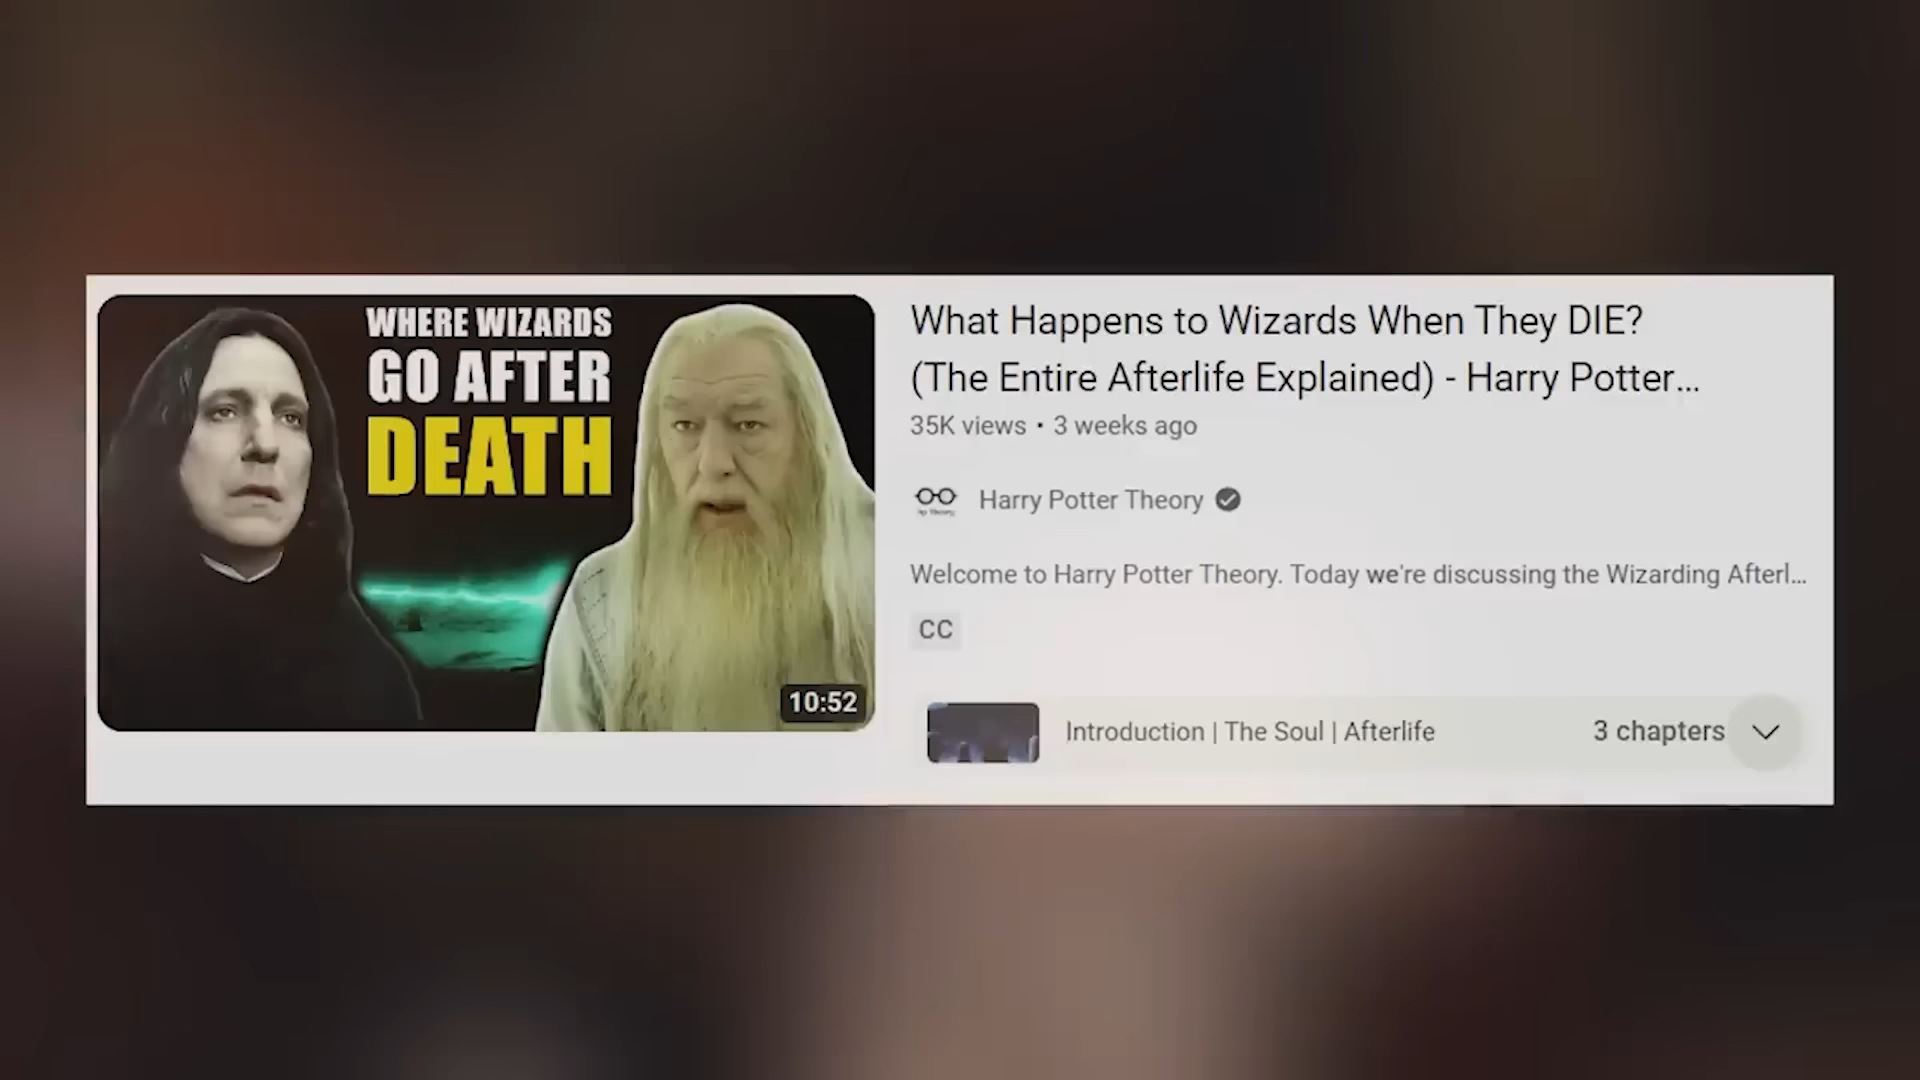 WHERE WIZARDS
GO AFTER
DEATH
10:52
What Happens to Wizards When They DIE?
(The Entire Afterlife Explained) - Harry Potter...
35K views • 3 weeks ago
Harry Potter Theory
Welcome to Harry Potter Theory. Today we're discussing the Wizarding Afterl...
CC
Introduction | The Soul | Afterlife
3 chapters